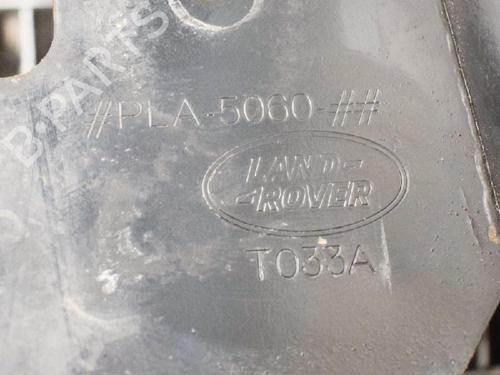 B-PARTS
#PLA-5060-##
LAND-
-ROVER
T033A